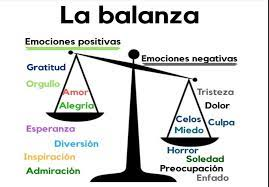 La balanza
Emociones positivas
Emociones negativas
Gratitud
Orgullo
Amor
Alegria
Esperanza
Diversión
Inspiración
Admiración
Tristeza
Dolor
Celos
Culpa
Miedo
Horror
Soledad
Preocupación
Enfado